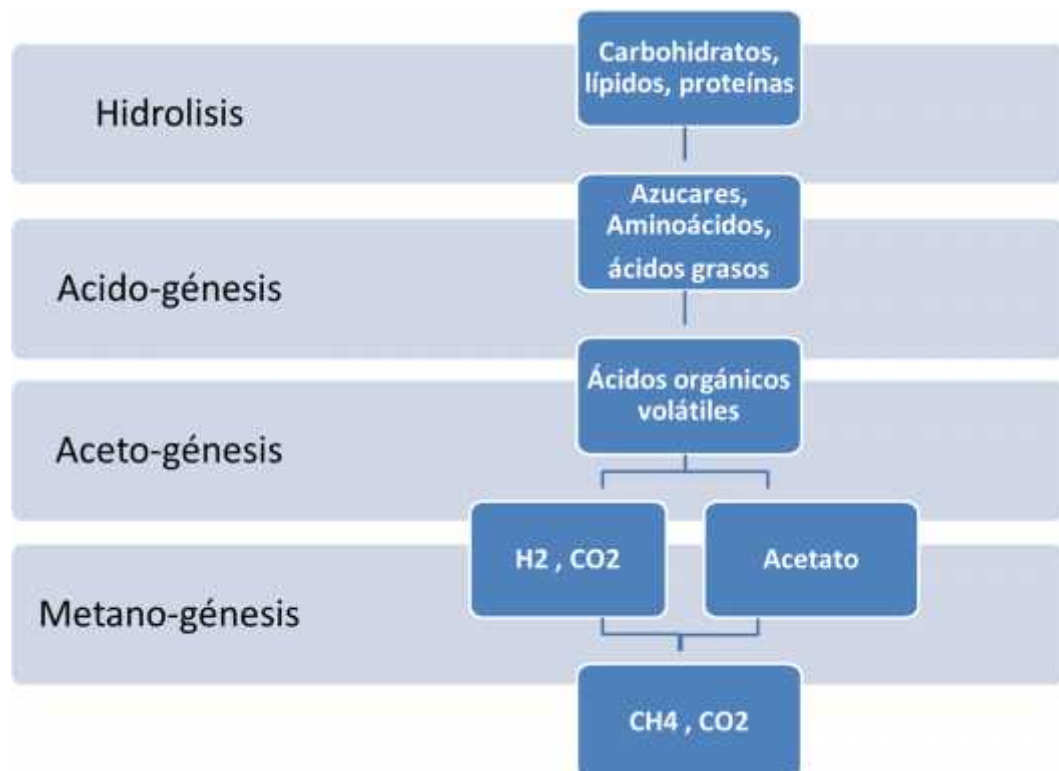 Carbohidratos,
lípidos, proteínas
Hidrolisis
Azucares,
Aminoácidos,
ácidos grasos
Acido-génesis
Ácidos orgánicos
volátiles
Aceto-génesis
H2 , CO2
Acetato
Metano-génesis
CH4 , CO2